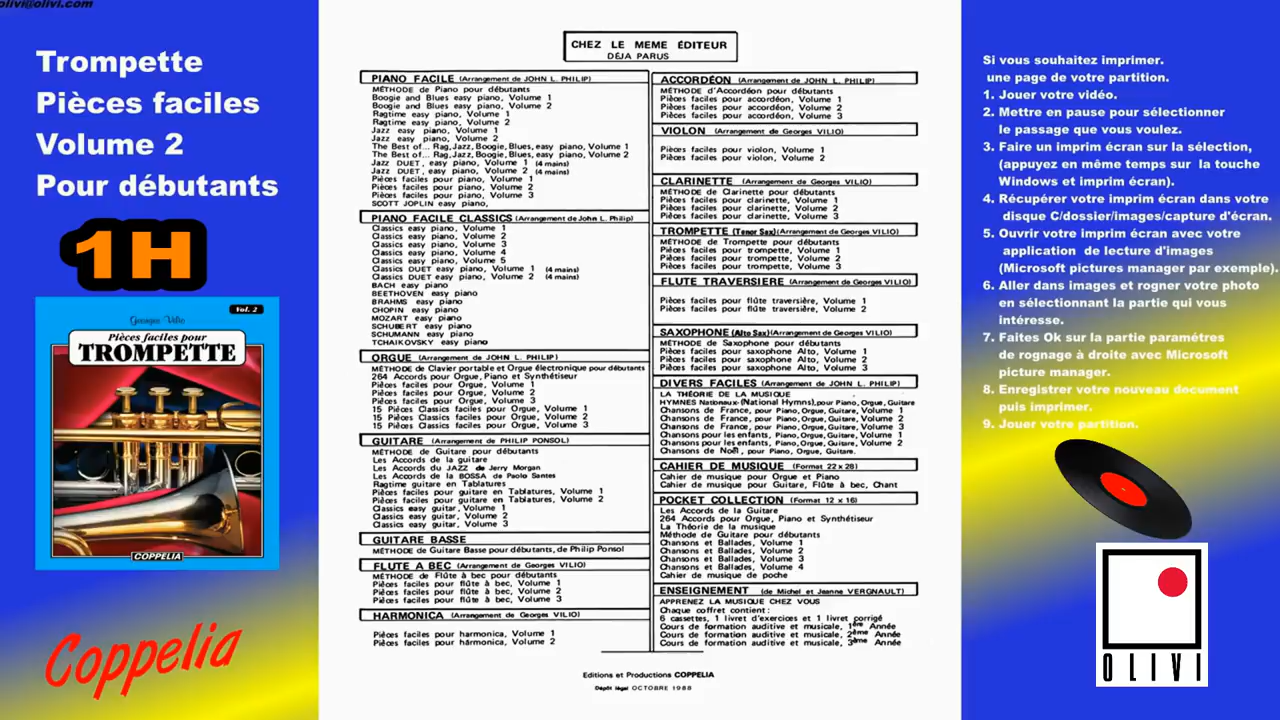 olivi@olivi.com
Trompette
Pièces faciles
Volume 2
Pour débutants
1H
Vol. 2
Georges Vilio
Pièces faciles pour
TROMPETTE
COPPELIA
Coppelia
CHEZ LE MEME ÉDITEUR
DÉJA PARUS
PIANO FACILE (Arrangement de JOHN L. PHILIP)
MÉTHODE de Piano pour débutants
Boogie and Blues easy piano, Volume 1
Boogie and Blues easy piano, Volume 2
Ragtime easy piano, Volume 1
Ragtime easy piano, Volume 2
Jazz easy piano, Volume 1
Jazz easy piano, Volume 2
The Best of... Rag, Jazz, Boogie, Blues, easy piano, Volume 1
The Best of... Rag, Jazz, Boogie, Blues, easy piano, Volume 2
Jazz DUET, easy piano, Volume 1 (4 mains)
Jazz DUET, easy piano, Volume 2 (4 mains)
Pièces faciles pour piano, Volume 1
Pièces faciles pour piano, Volume 2
Pièces faciles pour piano, Volume 3
SCOTT JOPLIN easy piano,
PIANO FACILE CLASSICS (Arrangement de John L. Philip)
Classics easy piano, Volume 1
Classics easy piano, Volume 2
Classics easy piano, Volume 3
Classics easy piano, Volume 4
Classics easy piano, Volume 5
Classics DUET easy piano, Volume 1 (4 mains)
Classics DUET easy piano, Volume 2 (4 mains)
BACH easy piano
BEETHOVEN easy piano
BRAHMS easy piano
CHOPIN easy piano
MOZART easy piano
SCHUBERT easy piano
SCHUMANN easy piano
TCHAIKOVSKY easy piano
ORGUE (Arrangement de JOHN L. PHILIP)
MÉTHODE de Clavier portable et Orgue électronique pour débutants
264 Accords pour Orgue, Piano et Synthétiseur
Pièces faciles pour Orgue, Volume 1
Pièces faciles pour Orgue, Volume 2
Pièces faciles pour Orgue, Volume 3
15 Pièces Classics faciles pour Orgue, Volume 1
15 Pièces Classics faciles pour Orgue, Volume 2
15 Pièces Classics faciles pour Orgue, Volume 3
GUITARE (Arrangement de PHILIP PONSOL)
MÉTHODE de Guitare pour débutants
Les Accords de la guitare
Les Accords du JAZZ de Jerry Morgan
Les Accords de la BOSSA de Paolo Santes
Ragtime guitare en Tablatures
Pièces faciles pour guitare en Tablatures, Volume 1
Pièces faciles pour guitare en Tablatures, Volume 2
Classics easy guitar, Volume 1
Classics easy guitar, Volume 2
Classics easy guitar, Volume 3
GUITARE BASSE
MÉTHODE de Guitare Basse pour débutants, de Philip Ponsol
FLUTE A BEC (Arrangement de Georges VILIO)
MÉTHODE de Flûte à bec pour débutants
Pièces faciles pour flûte à bec, Volume 1
Pièces faciles pour flûte à bec, Volume 2
Pièces faciles pour flûte à bec, Volume 3
HARMONICA (Arrangement de Georges VILIO)
Pièces faciles pour harmonica, Volume 1
Pièces faciles pour harmonica, Volume 2
ACCORDÉON (Arrangement de JOHN L. PHILIP)
MÉTHODE d'Accordéon pour débutants
Pièces faciles pour accordéon, Volume 1
Pièces faciles pour accordéon, Volume 2
Pièces faciles pour accordéon, Volume 3
VIOLON (Arrangement de Georges VILIO)
Pièces faciles pour violon, Volume 1
Pièces faciles pour violon, Volume 2
CLARINETTE (Arrangement de Georges VILIO)
MÉTHODE de Clarinette pour débutants
Pièces faciles pour clarinette, Volume 1
Pièces faciles pour clarinette, Volume 2
Pièces faciles pour clarinette, Volume 3
TROMPETTE (Tenor Sax) (Arrangement de Georges VILIO)
MÉTHODE de Trompette pour débutants
Pièces faciles pour trompette, Volume 1
Pièces faciles pour trompette, Volume 2
Pièces faciles pour trompette, Volume 3
FLUTE TRAVERSIERE (Arrangement de Georges VILIO)
Pièces faciles pour flûte traversière, Volume 1
Pièces faciles pour flûte traversière, Volume 2
SAXOPHONE (Alto Sax) (Arrangement de Georges VILIO)
MÉTHODE de Saxophone pour débutants
Pièces faciles pour saxophone Alto, Volume 1
Pièces faciles pour saxophone Alto, Volume 2
Pièces faciles pour saxophone Alto, Volume 3
DIVERS FACILES (Arrangement de JOHN L. PHILIP)
LA THÉORIE DE LA MUSIQUE
HYMNES Nationaux (National Hymns), pour Piano, Orgue, Guitare
Chansons de France, pour Piano, Orgue, Guitare, Volume 1
Chansons de France, pour Piano, Orgue, Guitare, Volume 2
Chansons de France, pour Piano, Orgue, Guitare, Volume 3
Chansons pour les enfants, Piano, Orgue, Guitare, Volume 1
Chansons pour les enfants, Piano, Orgue, Guitare, Volume 2
Chansons de Noël, pour Piano, Orgue, Guitare.
CAHIER DE MUSIQUE (Format 22 x 28)
Cahier de musique pour Orgue et Piano
Cahier de musique pour Guitare, Flûte à bec, Chant
POCKET COLLECTION (Format 12 x 16)
Les Accords de la Guitare
264 Accords pour Orgue, Piano et Synthétiseur
La Théorie de la musique
Méthode de Guitare pour débutants
Chansons et Ballades, Volume 1
Chansons et Ballades, Volume 2
Chansons et Ballades, Volume 3
Chansons et Ballades, Volume 4
Cahier de musique de poche
ENSEIGNEMENT (de Michel et Jeanne VERGNAULT)
APPRENEZ LA MUSIQUE CHEZ VOUS
Chaque coffret contient :
6 cassettes, 1 livret d'exercices et 1 livret corrigé
Cours de formation auditive et musicale, 1ère Année
Cours de formation auditive et musicale, 2ème Année
Cours de formation auditive et musicale, 3ème Année
Editions et Productions COPPELIA
Dépôt légal OCTOBRE 1988
Si vous souhaitez imprimer.
une page de votre partition.
1. Jouer votre vidéo.
2. Mettre en pause pour sélectionner
le passage que vous voulez.
3. Faire un imprim écran sur la sélection,
(appuyez en même temps sur la touche
Windows et imprim écran).
4. Récupérer votre imprim écran dans votre
disque C/dossier/images/capture d'écran.
5. Ouvrir votre imprim écran avec votre
application de lecture d'images
(Microsoft pictures manager par exemple).
6. Aller dans images et rogner votre photo
en sélectionnant la partie qui vous
intéresse.
7. Faites Ok sur la partie paramétres
de rognage à droite avec Microsoft
picture manager.
8. Enregistrer votre nouveau document
puis imprimer.
9. Jouer votre partition.
OLIVI